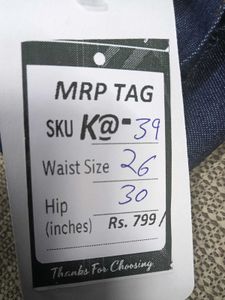 MRP TAG
SKU K@-39
Waist Size 26
Hip 30
(inches) Rs. 799/
Thanks For Choosing